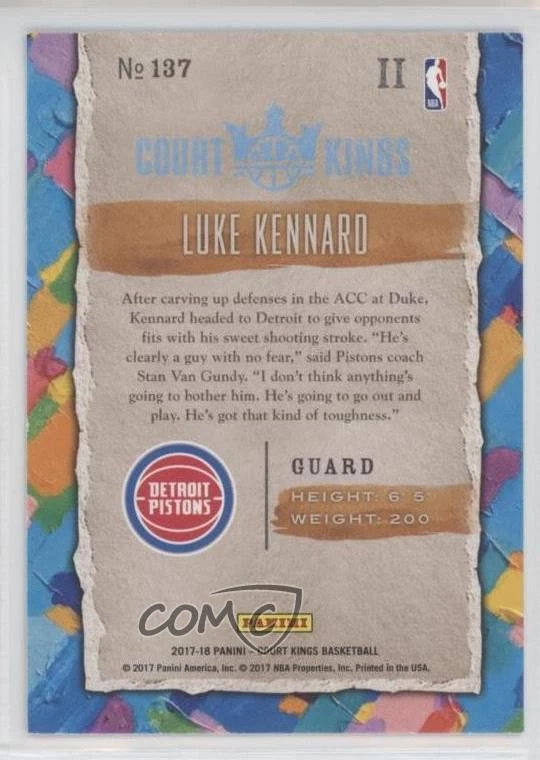 № 137
II
NBA
COURT KINGS
LUKE KENNARD
After carving up defenses in the ACC at Duke,
Kennard headed to Detroit to give opponents
fits with his sweet shooting stroke. “He’s
clearly a guy with no fear,” said Pistons coach
Stan Van Gundy. “I don’t think anything’s
going to bother him. He’s going to go out and
play. He’s got that kind of toughness.”
DETROIT
PISTONS
GUARD
HEIGHT: 6' 5
WEIGHT: 200
COMC
PANINI
2017-18 PANINI – COURT KINGS BASKETBALL
© 2017 Panini America, Inc. © 2017 NBA Properties, Inc. Printed in the USA.